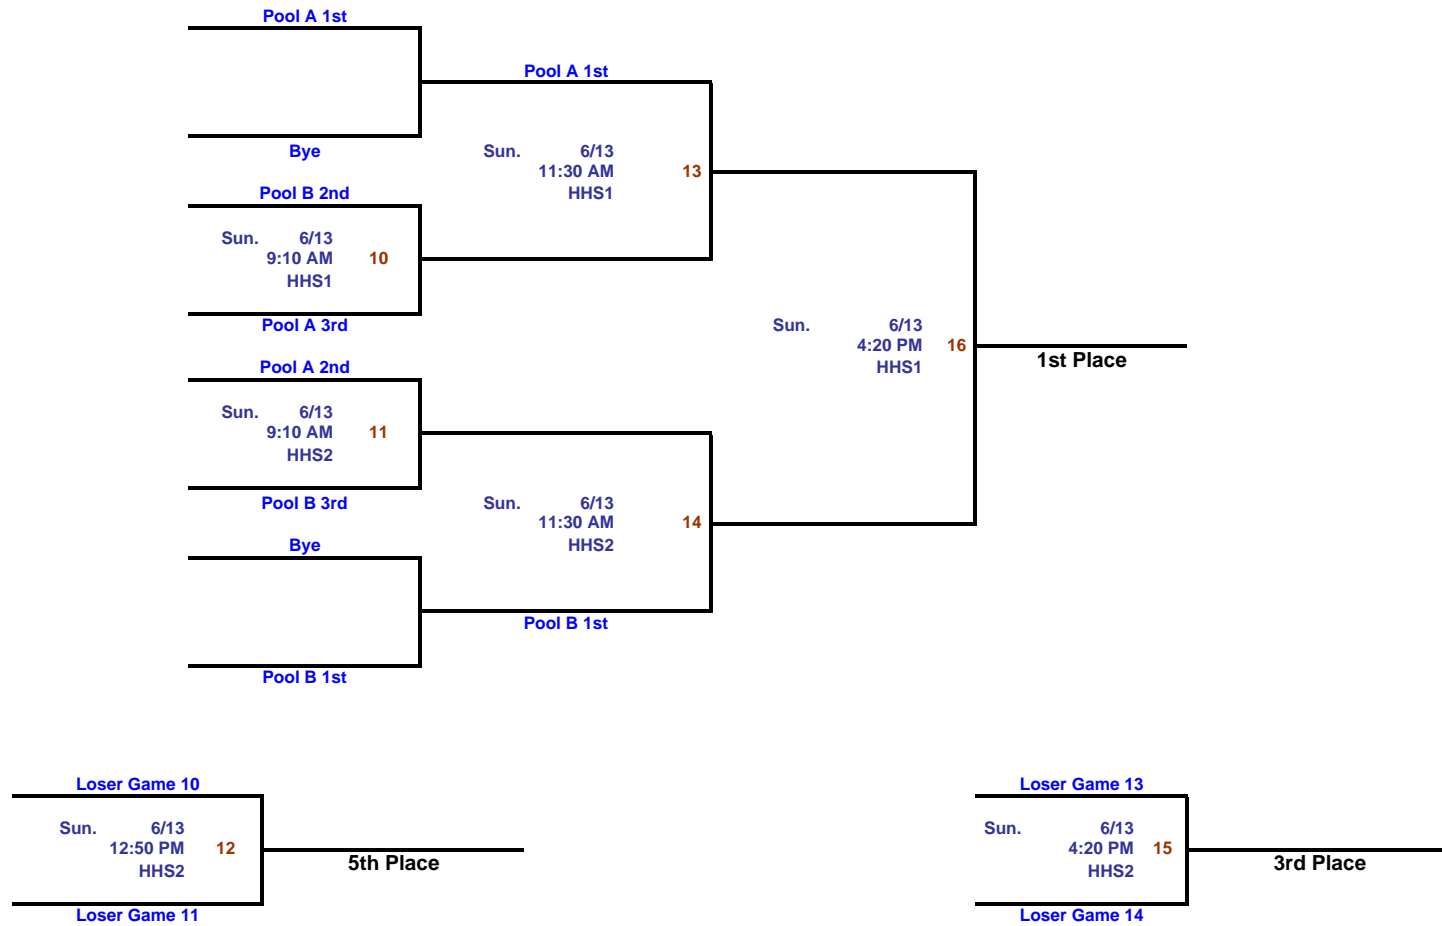 Pool A 1st
Pool A 1st
Bye
Sun. 6/13
11:30 AM 13
HHS1
Pool B 2nd
Sun. 6/13
9:10 AM 10
HHS1
Pool A 3rd
Sun. 6/13
4:20 PM 16
HHS1
1st Place
Pool A 2nd
Sun. 6/13
9:10 AM 11
HHS2
Pool B 3rd
Sun. 6/13
11:30 AM 14
HHS2
Bye
Pool B 1st
Pool B 1st
Loser Game 10
Sun. 6/13
12:50 PM 12
HHS2
5th Place
Loser Game 11
Loser Game 13
Sun. 6/13
4:20 PM 15
HHS2
3rd Place
Loser Game 14